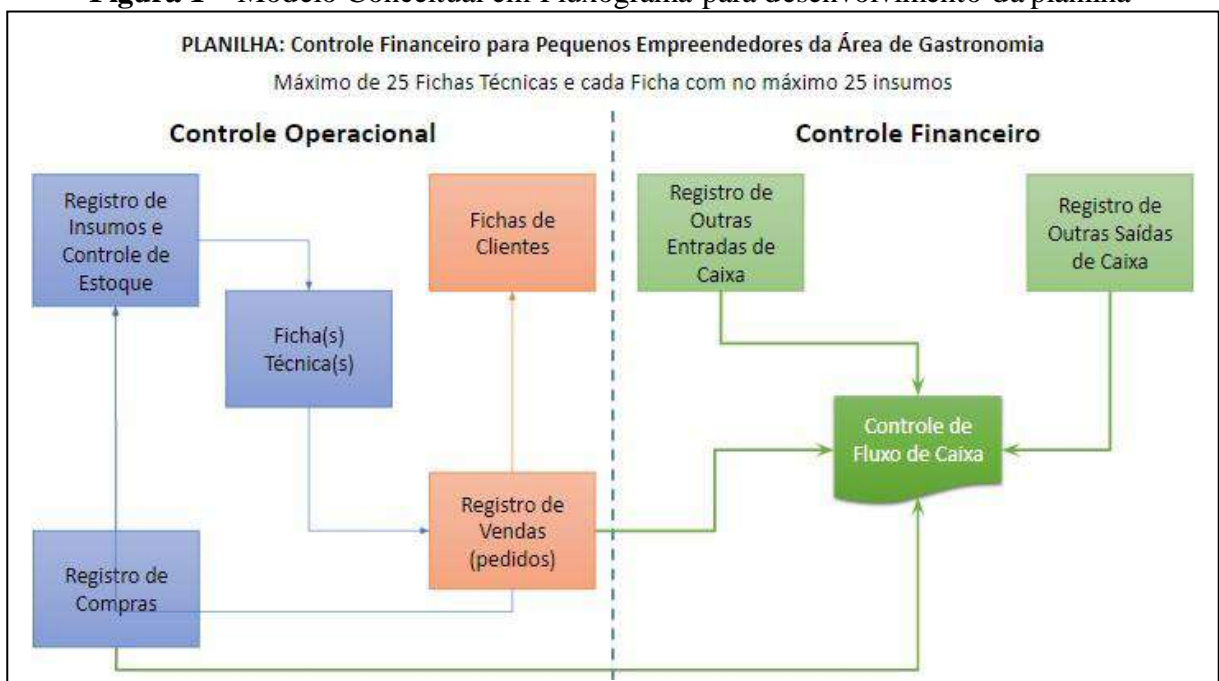 Figura 1 – Modelo Conceitual em Fluxograma para desenvolvimento da planilha
PLANILHA: Controle Financeiro para Pequenos Empreendedores da Área de Gastronomia
Máximo de 25 Fichas Técnicas e cada Ficha com no máximo 25 insumos
Controle Operacional
Registro de
Insumos e
Controle de
Estoque
Ficha(s)
Técnica(s)
Fichas de
Clientes
Registro de
Vendas
(pedidos)
Registro de
Compras
Controle Financeiro
Registro de
Outras
Entradas de
Caixa
Registro de
Outras Saídas
de Caixa
Controle de
Fluxo de Caixa